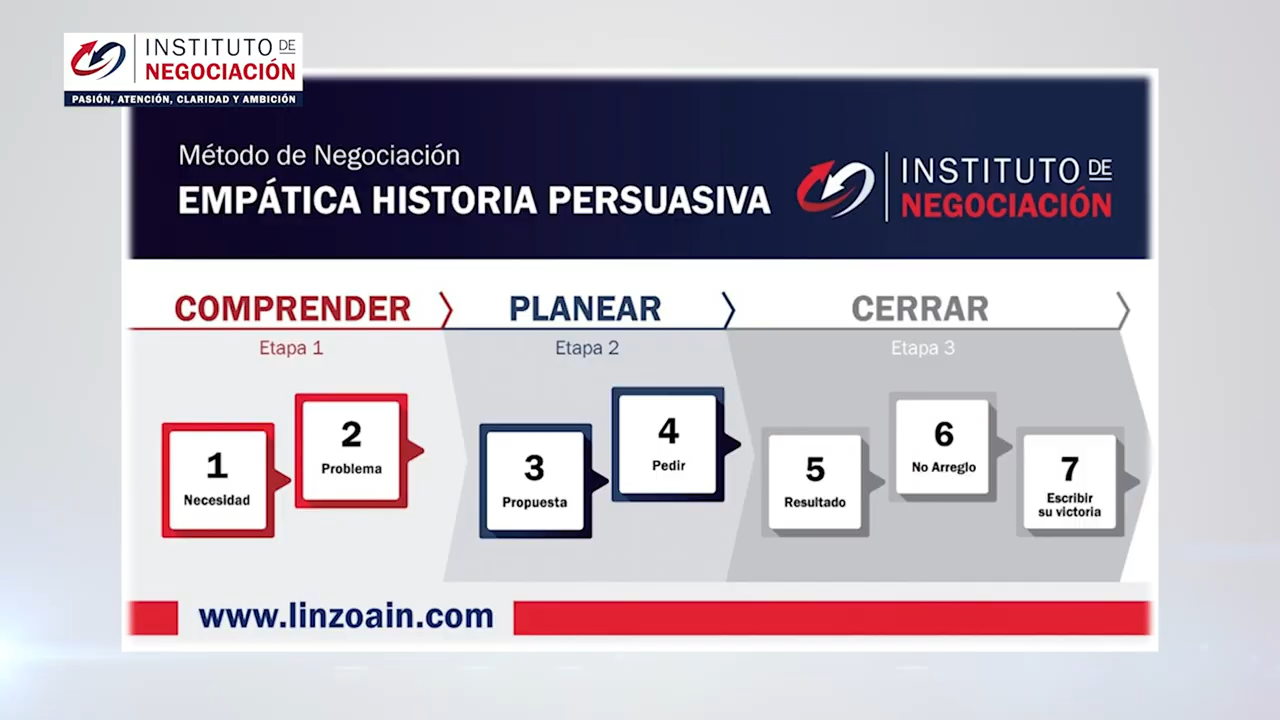 INSTITUTO DE
NEGOCIACIÓN
PASIÓN, ATENCIÓN, CLARIDAD Y AMBICIÓN
Método de Negociación
EMPÁTICA HISTORIA PERSUASIVA
INSTITUTO DE
NEGOCIACIÓN
COMPRENDER
Etapa 1
PLANEAR
Etapa 2
CERRAR
Etapa 3
1
Necesidad
2
Problema
3
Propuesta
4
Pedir
5
Resultado
6
No Arreglo
7
Escribir
su victoria
www.linzoain.com